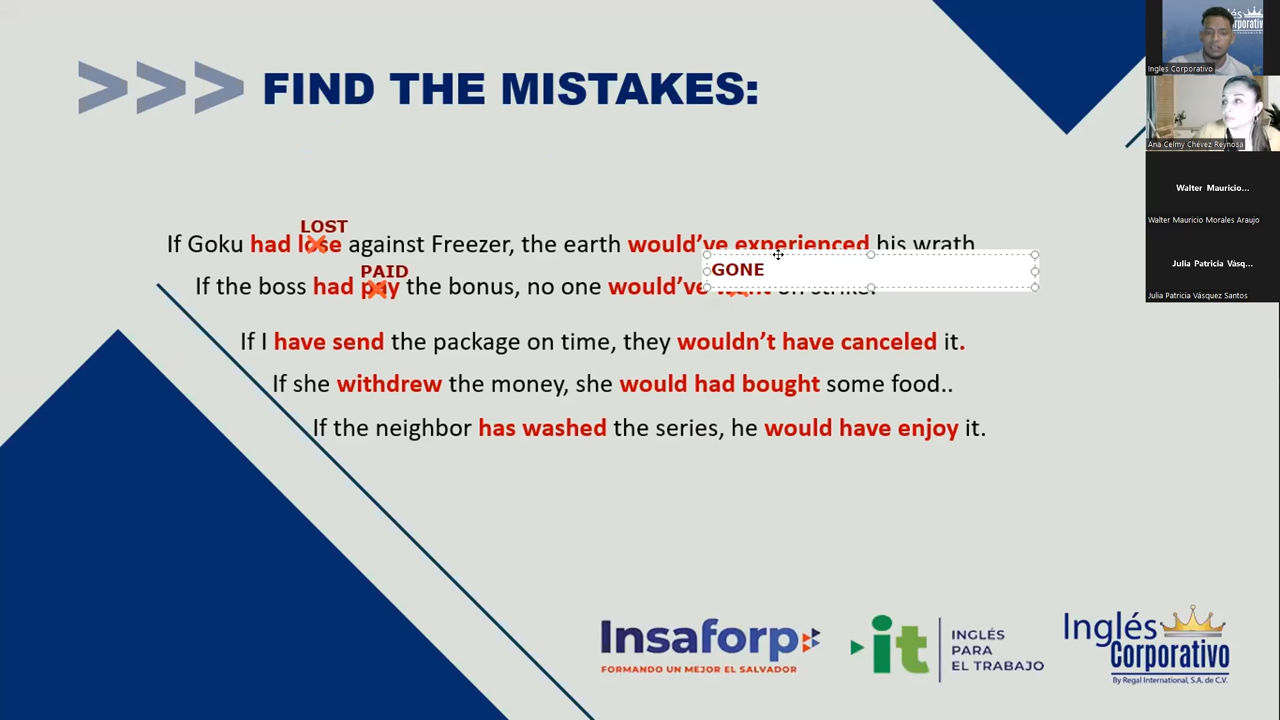 >>> FIND THE MISTAKES:
LOST
If Goku had lose against Freezer, the earth would've experienced his wrath
PAID
GONE
If the boss had pay the bonus, no one would've went on strike.
If I have send the package on time, they wouldn't have canceled it.
If she withdrew the money, she would had bought some food..
If the neighbor has washed the series, he would have enjoy it.
Insaforp
FORMANDO UN MEJOR EL SALVADOR
it
INGLÉS
PARA
EL TRABAJO
Inglés
Corporativo
By Regal International, S.A. de C.V.
Ingles Corporativo
Ana Celmy Chévez Reynosa
Walter Mauricio...
Walter Mauricio Morales Araujo
Julia Patricia Vásq...
Julia Patricia Vásquez Santos